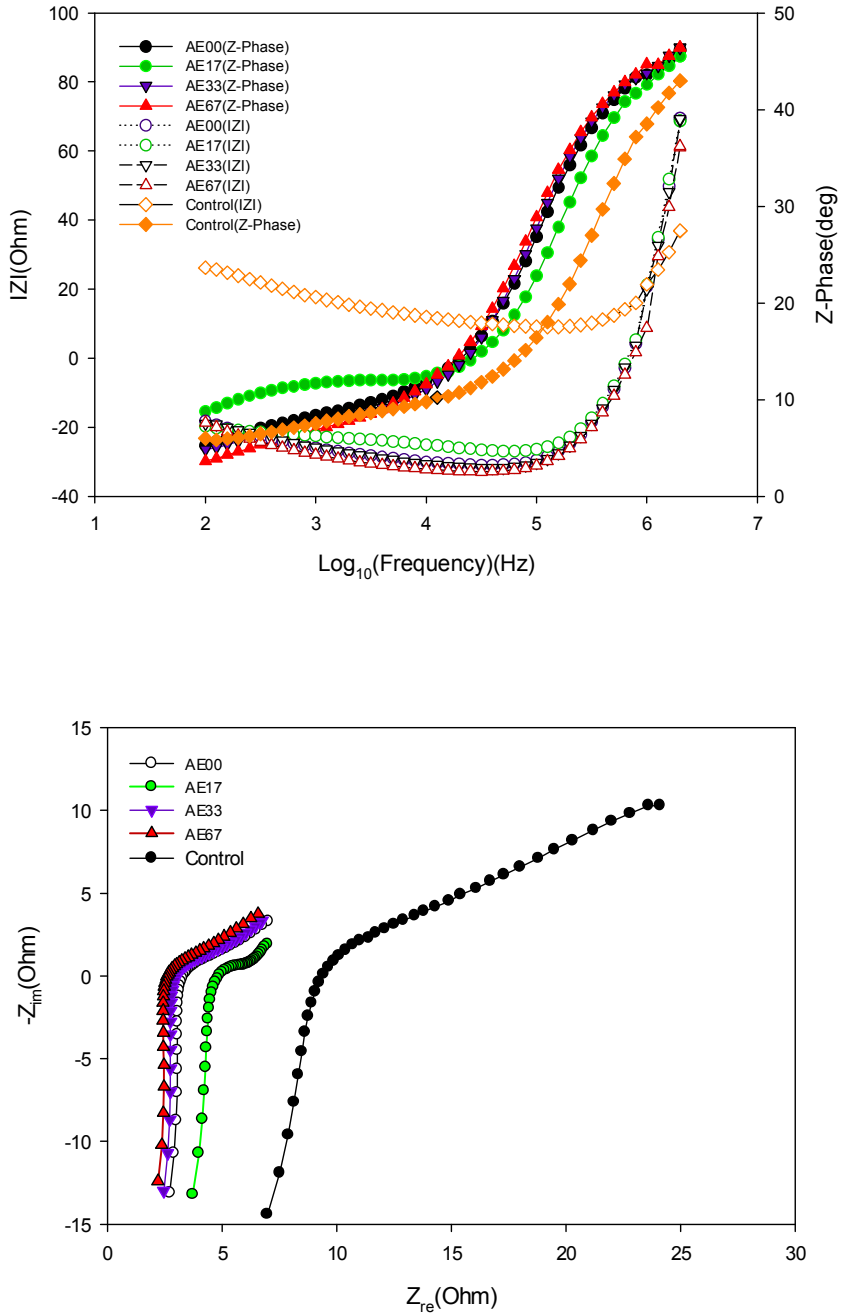 100
80
60
40
20
0
-20
-40
IZI(Ohm)
AE00(Z-Phase)
AE17(Z-Phase)
AE33(Z-Phase)
AE67(Z-Phase)
AE00(IZI)
AE17(IZI)
AE33(IZI)
AE67(IZI)
Control(IZI)
Control(Z-Phase)
50
40
30
20
10
0
Z-Phase(deg)
1 2 3 4 5 6 7
Log10(Frequency)(Hz)
15
10
5
0
-5
-10
-15
-Zim(Ohm)
AE00
AE17
AE33
AE67
Control
0 5 10 15 20 25 30
Zre(Ohm)